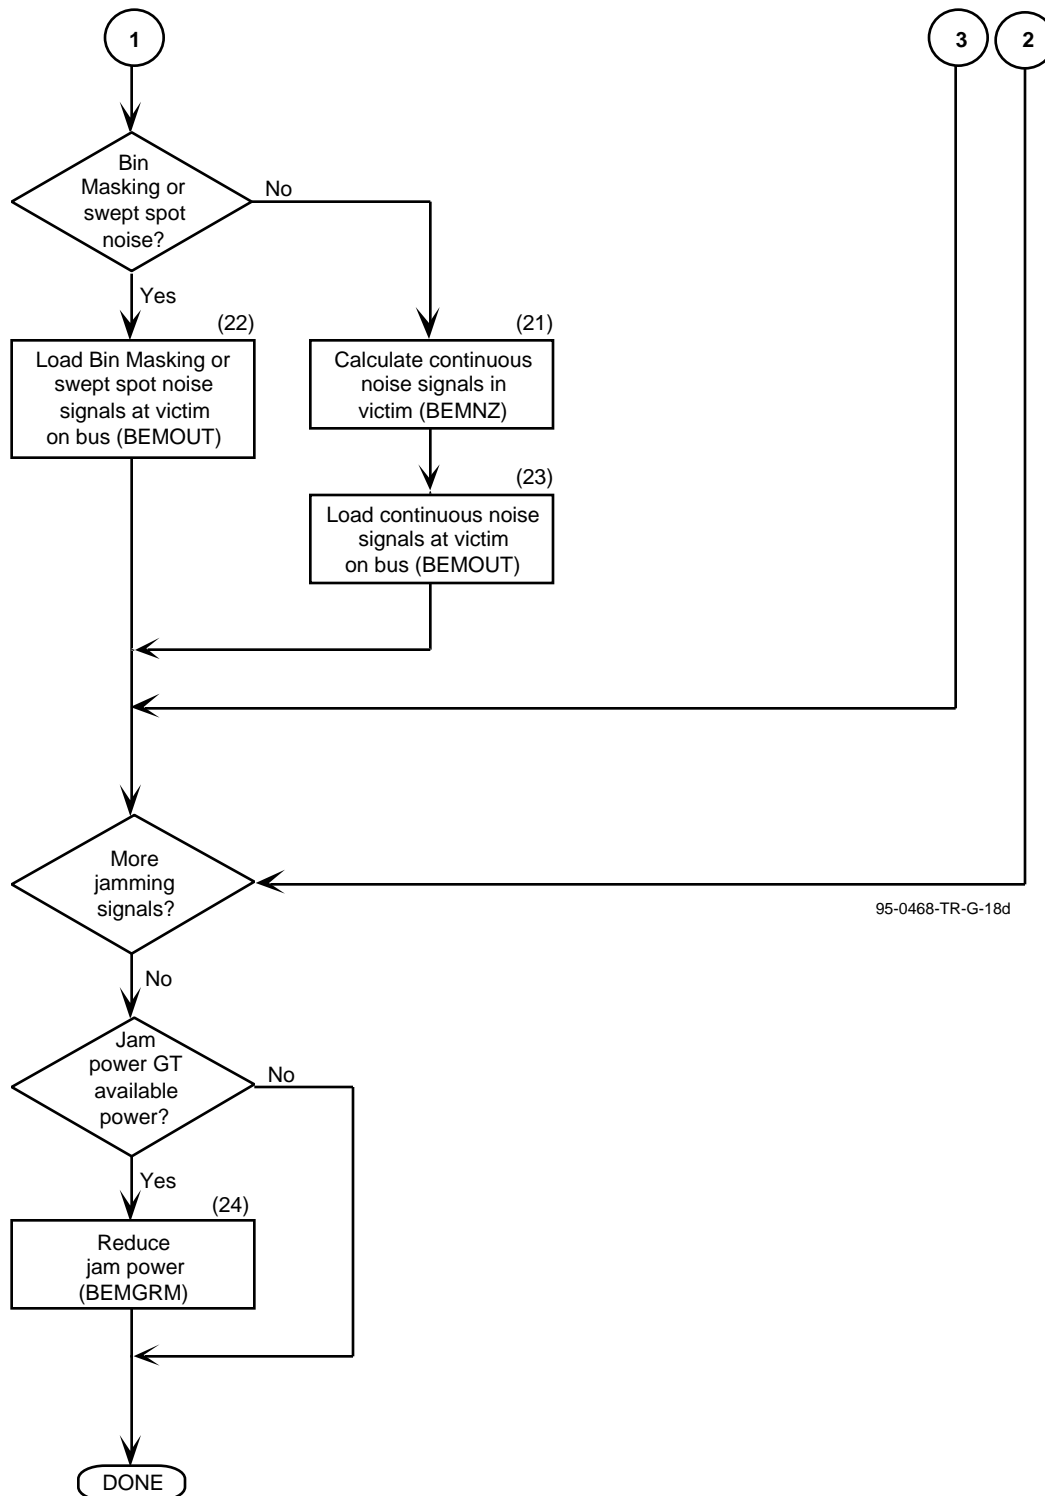 1
3
2
Bin
Masking or
swept spot
noise?
No
Yes
(22)
Load Bin Masking or
swept spot noise
signals at victim
on bus (BEMOUT)
(21)
Calculate continuous
noise signals in
victim (BEMNZ)
(23)
Load continuous noise
signals at victim
on bus (BEMOUT)
More
jamming
signals?
95-0468-TR-G-18d
No
Jam
power GT
available
power?
No
Yes
(24)
Reduce
jam power
(BEMGRM)
DONE